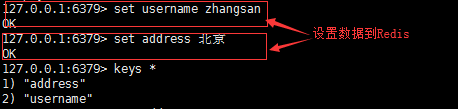 127.0.0.1:6379> set username zhangsan
OK
127.0.0.1:6379> set address 北京
OK
设置数据到Redis
127.0.0.1:6379> keys *
1) "address"
2) "username"